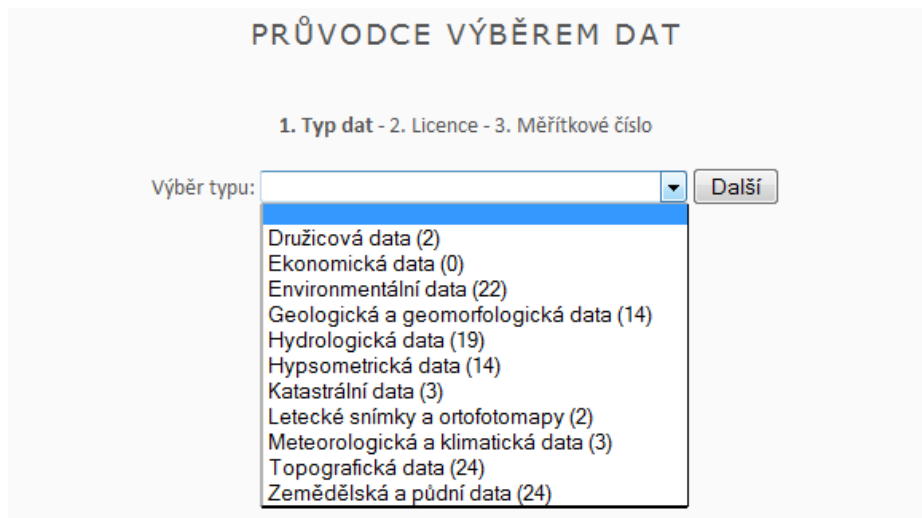 PRŮVODCE VÝBĚREM DAT
1. Typ dat - 2. Licence - 3. Měřítkové číslo
Výběr typu: Další
Družicová data (2)
Ekonomická data (0)
Environmentální data (22)
Geologická a geomorfologická data (14)
Hydrologická data (19)
Hypsometrická data (14)
Katastrální data (3)
Letecké snímky a ortofotomapy (2)
Meteorologická a klimatická data (3)
Topografická data (24)
Zemědělská a půdní data (24)